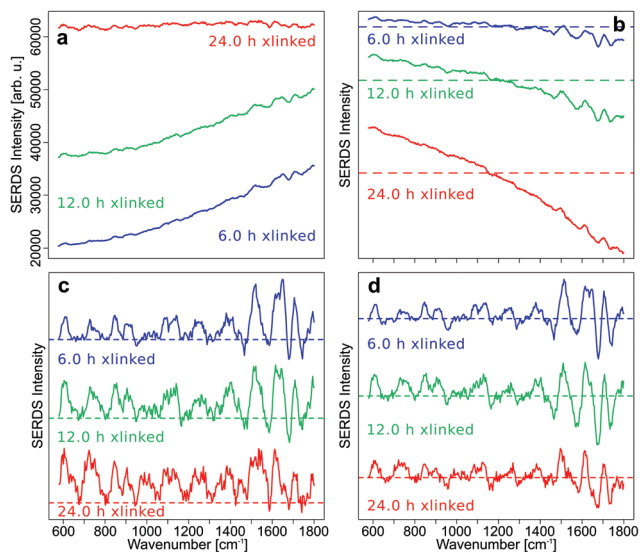 a
24.0 h xlinked
12.0 h xlinked
6.0 h xlinked
SERDS Intensity [arb. u.]
60000
50000
40000
30000
20000
b
6.0 h xlinked
12.0 h xlinked
24.0 h xlinked
SERDS Intensity
c
6.0 h xlinked
12.0 h xlinked
24.0 h xlinked
SERDS Intensity
600 800 1000 1200 1400 1600 1800
Wavenumber [cm⁻¹]
d
6.0 h xlinked
12.0 h xlinked
24.0 h xlinked
SERDS Intensity
600 800 1000 1200 1400 1600 1800
Wavenumber [cm⁻¹]